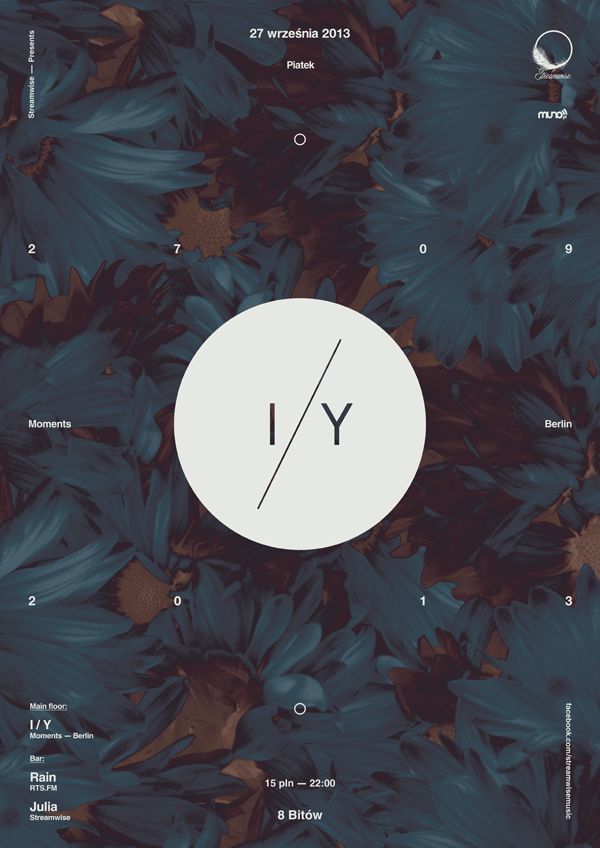 Streamwise — Presents
27 września 2013
Piatek
Streamwise
muno
2 7 0 9
I / Y
Moments
Berlin
2 0 1 3
Main floor:
I / Y
Moments — Berlin
Bar:
Rain
RTS.FM
Julia
Streamwise
15 pln — 22:00
8 Bitów
facebook.com/streamwisemusic